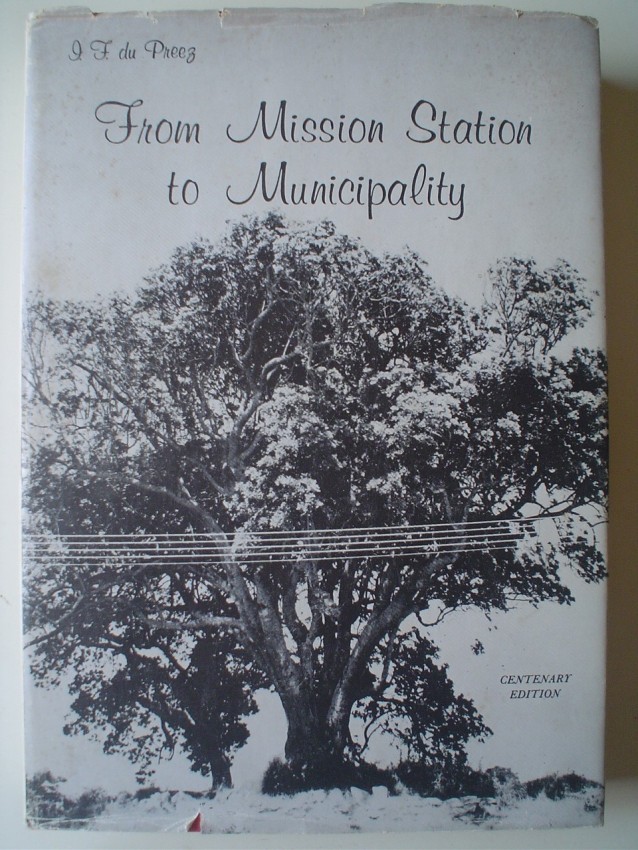 I. F. du Preez
From Mission Station
to Municipality
CENTENARY
EDITION